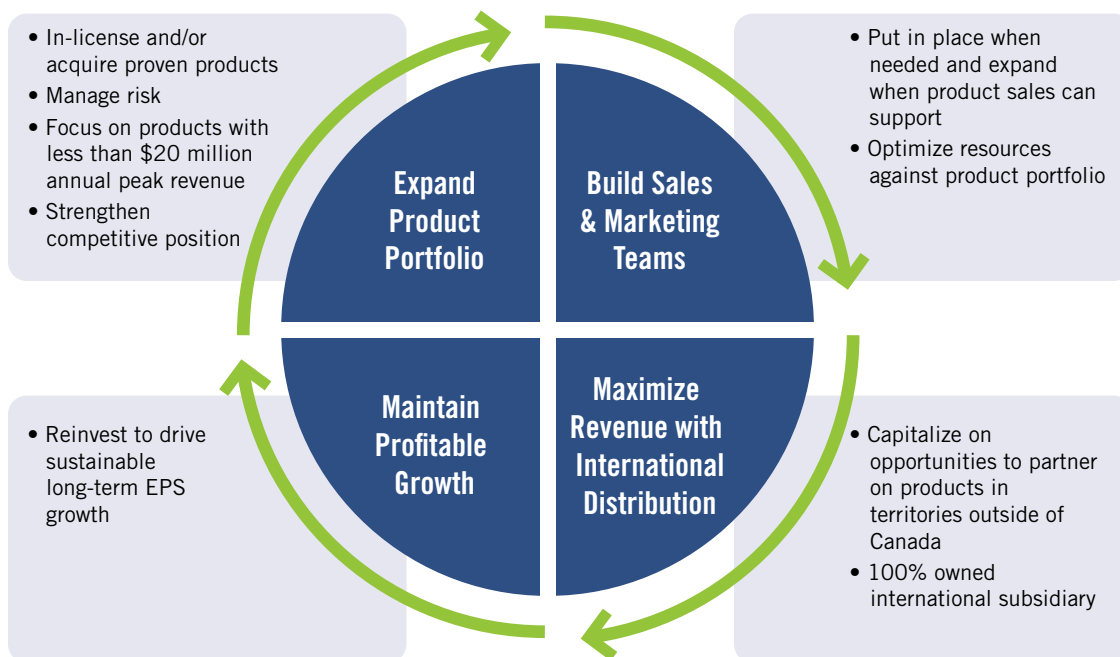 • In-license and/or
acquire proven products
• Manage risk
• Focus on products with
less than $20 million
annual peak revenue
• Strengthen
competitive position
Expand
Product
Portfolio
Build Sales
& Marketing
Teams
• Put in place when
needed and expand
when product sales can
support
• Optimize resources
against product portfolio
• Reinvest to drive
sustainable
long-term EPS
growth
Maintain
Profitable
Growth
Maximize
Revenue with
International
Distribution
• Capitalize on
opportunities to partner
on products in
territories outside of
Canada
• 100% owned
international subsidiary